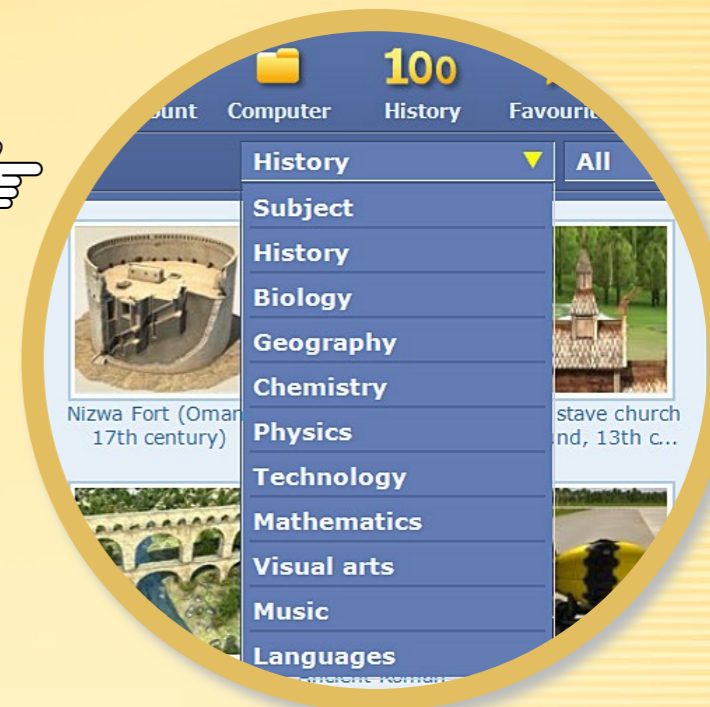 100
Computer
History
History
All
Subject
History
Biology
Geography
Chemistry
Physics
Technology
Mathematics
Visual arts
Music
Languages
Nizwa Fort (Oman
17th century)
stave church
13th c...